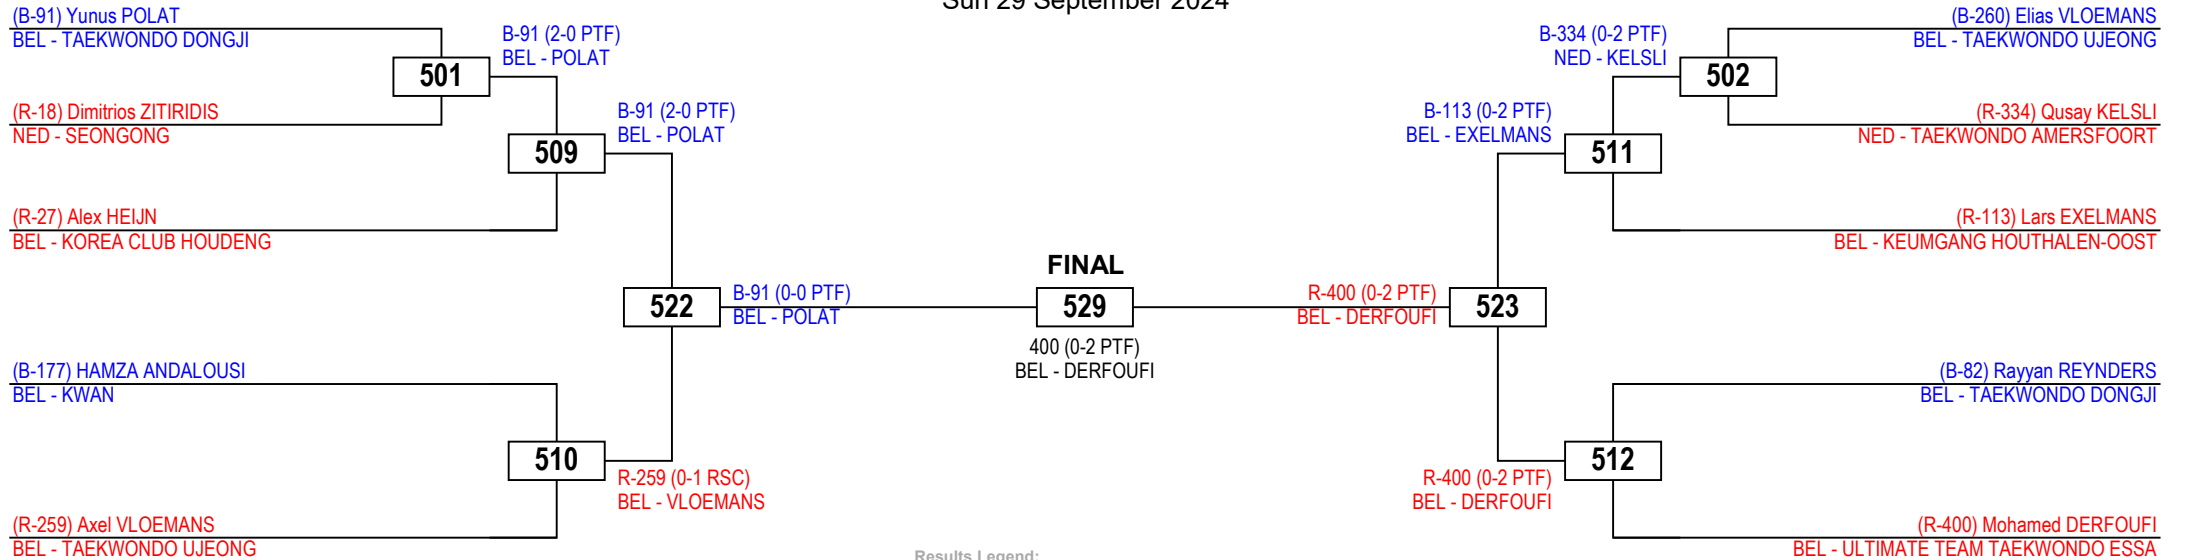 Sun 29 September 2024
(B-91) Yunus POLAT
BEL - TAEKWONDO DONGJI
501
B-91 (2-0 PTF)
BEL - POLAT
(R-18) Dimitrios ZITIRIDIS
NED - SEONGONG
509
B-91 (2-0 PTF)
BEL - POLAT
(R-27) Alex HEIJN
BEL - KOREA CLUB HOUDENG
522
B-91 (0-0 PTF)
BEL - POLAT
(B-177) HAMZA ANDALOUSI
BEL - KWAN
510
R-259 (0-1 RSC)
BEL - VLOEMANS
(R-259) Axel VLOEMANS
BEL - TAEKWONDO UJEONG
FINAL
529
400 (0-2 PTF)
BEL - DERFOUFI
(B-260) Elias VLOEMANS
BEL - TAEKWONDO UJEONG
B-334 (0-2 PTF)
NED - KELSLI
502
(R-334) Qusay KELSLI
NED - TAEKWONDO AMERSFOORT
B-113 (0-2 PTF)
BEL - EXELMANS
511
(R-113) Lars EXELMANS
BEL - KEUMGANG HOUTHALEN-OOST
R-400 (0-2 PTF)
BEL - DERFOUFI
523
(B-82) Rayyan REYNDERS
BEL - TAEKWONDO DONGJI
512
R-400 (0-2 PTF)
BEL - DERFOUFI
(R-400) Mohamed DERFOUFI
BEL - ULTIMATE TEAM TAEKWONDO ESSA
Results Legend: